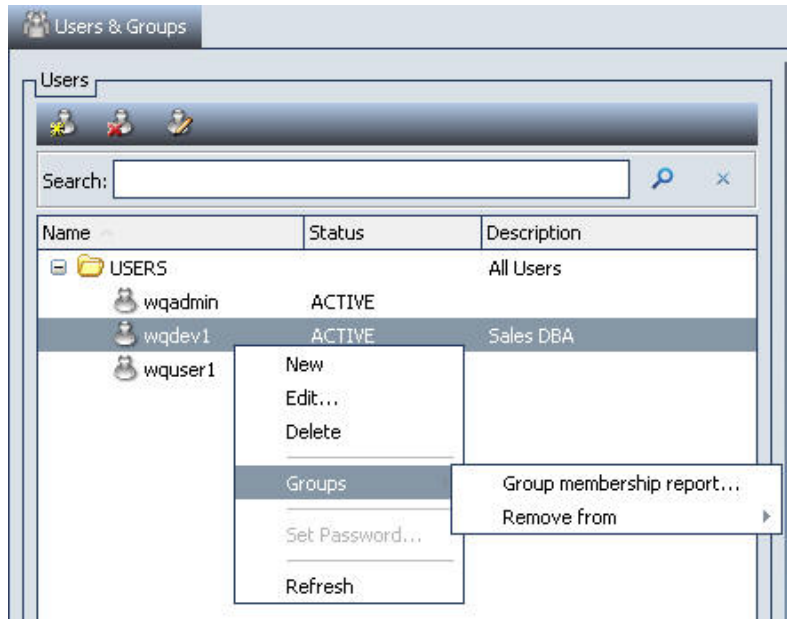 Users & Groups
Users
Search:
Name Status Description
USERS All Users
wqadmin ACTIVE
wqdev1 ACTIVE Sales DBA
wquser1
New
Edit...
Delete
Groups
Group membership report...
Remove from
Set Password...
Refresh